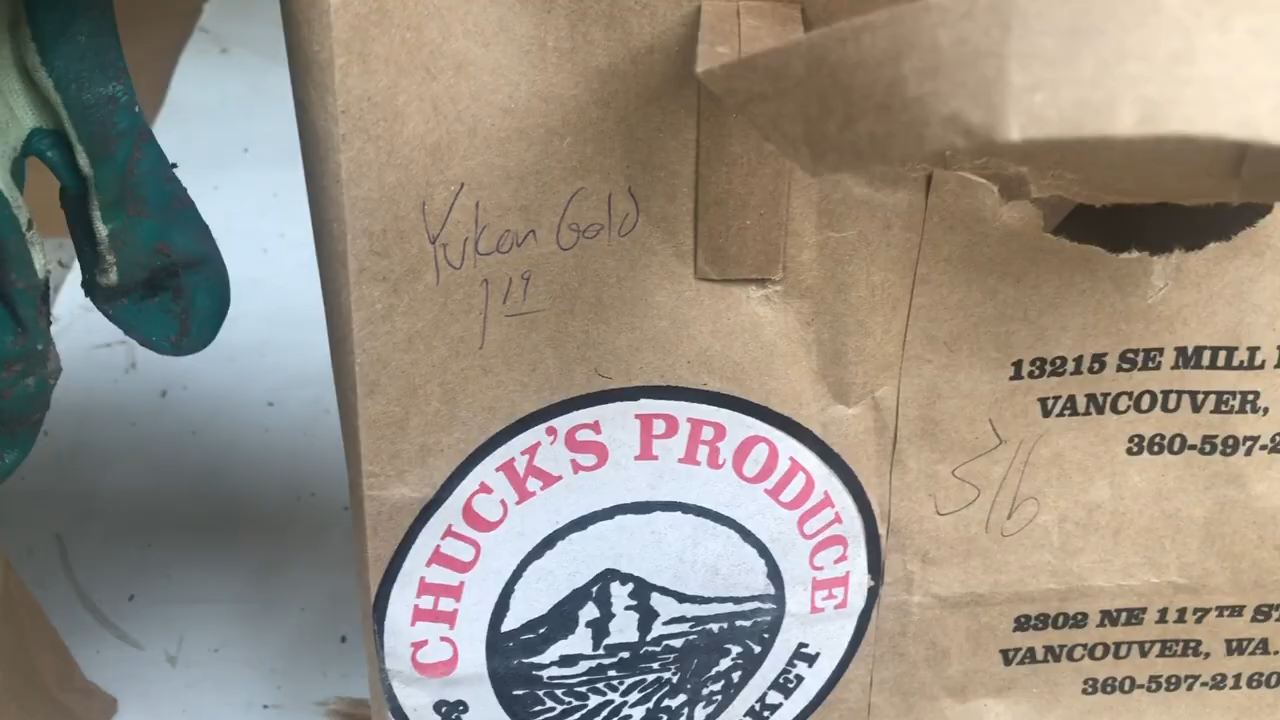 Yukon Gold
1 19
CHUCK'S PRODUCE
&
KET
13215 SE MILL
VANCOUVER,
360-597-2
5lb
2302 NE 117TH ST
VANCOUVER, WA.
360-597-2160